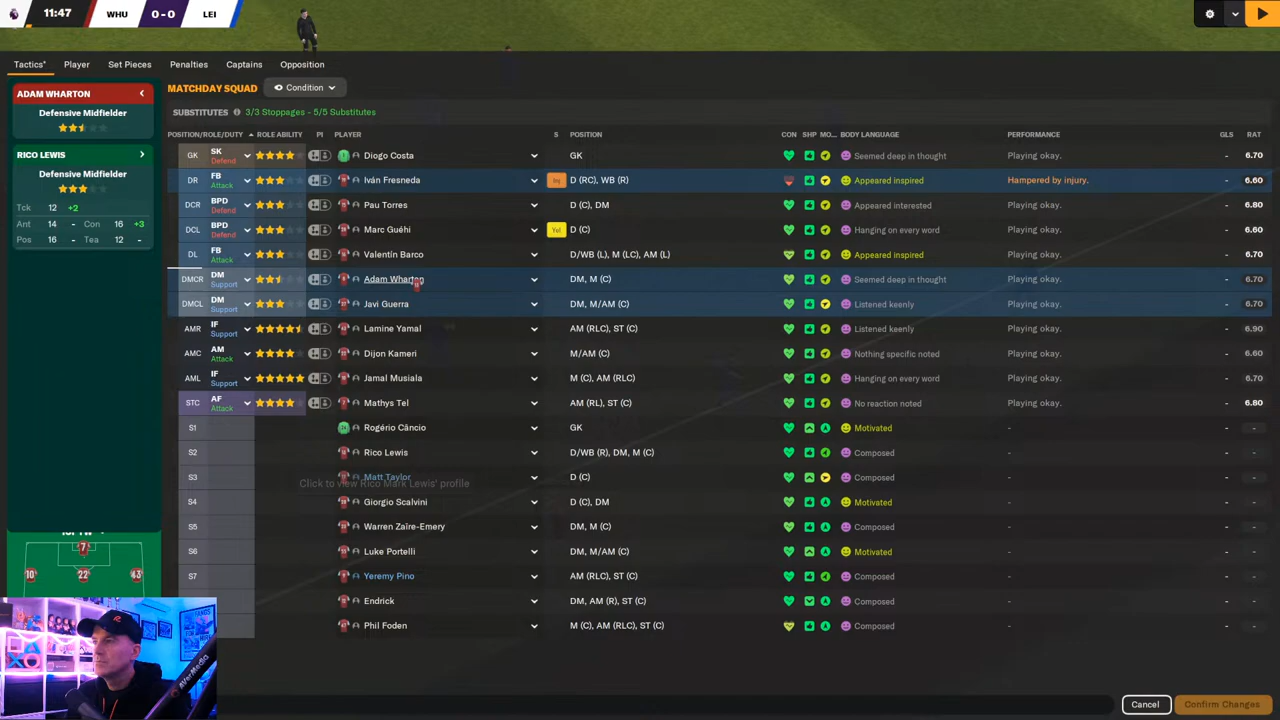 11:47 WHU 0 - 0 LEI
Tactics* Player Set Pieces Penalties Captains Opposition
MATCHDAY SQUAD Condition
SUBSTITUTES 3/3 Stoppages - 5/5 Substitutes
POSITION/ROLE/DUTY ROLE ABILITY PI PLAYER S POSITION CON SHP MO... BODY LANGUAGE PERFORMANCE GLS RAT
ADAM WHARTON
Defensive Midfielder
RICO LEWIS
Defensive Midfielder
Tck 12 +2
Ant 14 - Con 16 +3
Pos 16 - Tea 12 -
GK SK Defend Diogo Costa GK Seemed deep in thought Playing okay. - 6.70
DR FB Attack Iván Fresneda Inj D (RC), WB (R) Appeared inspired Hampered by injury. - 6.60
DCR BPD Defend Pau Torres D (C), DM Appeared interested Playing okay. - 6.80
DCL BPD Defend Marc Guéhi Yel D (C) Hanging on every word Playing okay. - 6.60
DL FB Attack Valentín Barco D/WB (L), M (LC), AM (L) Appeared inspired Playing okay. - 6.70
DMCR DM Support Adam Wharton DM, M (C) Seemed deep in thought Playing okay. - 6.70
DMCL DM Support Javi Guerra DM, M/AM (C) Listened keenly Playing okay. - 6.70
AMR IF Support Lamine Yamal AM (RLC), ST (C) Listened keenly Playing okay. - 6.90
AMC AM Attack Dijon Kameri M/AM (C) Nothing specific noted Playing okay. - 6.60
AML IF Support Jamal Musiala M (C), AM (RLC) Hanging on every word Playing okay. - 6.70
STC AF Attack Mathys Tel AM (RL), ST (C) No reaction noted Playing okay. - 6.80
S1 Rogério Câncio GK Motivated - - -
S2 Rico Lewis D/WB (R), DM, M (C) Composed - - -
S3 Matt Taylor D (C) Composed - - -
Click to view Rico Mark Lewis' profile
S4 Giorgio Scalvini D (C), DM Motivated - - -
S5 Warren Zaïre-Emery DM, M (C) Composed - - -
S6 Luke Portelli DM, M/AM (C) Motivated - - -
S7 Yeremy Pino AM (RLC), ST (C) Composed - - -
Endrick DM, AM (R), ST (C) Composed - - -
Phil Foden M (C), AM (RLC), ST (C) Composed - - -
7
10 22 43
AVerMedia
Cancel Confirm Changes